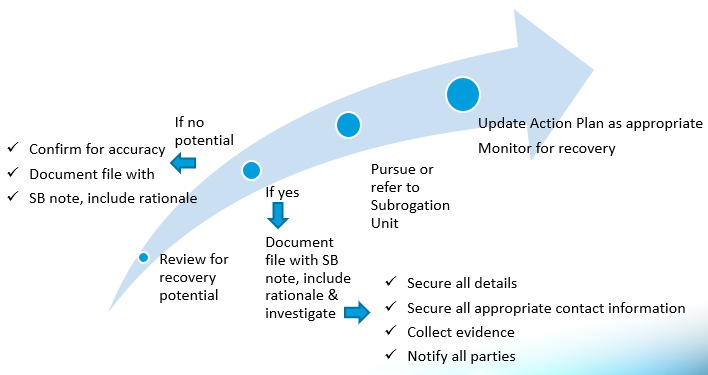 If no
potential
✓ Confirm for accuracy
✓ Document file with
✓ SB note, include rationale
Review for
recovery
potential
If yes
Document
file with SB
note, include
rationale &
investigate
✓ Secure all details
✓ Secure all appropriate contact information
✓ Collect evidence
✓ Notify all parties
Pursue or
refer to
Subrogation
Unit
Update Action Plan as appropriate
Monitor for recovery